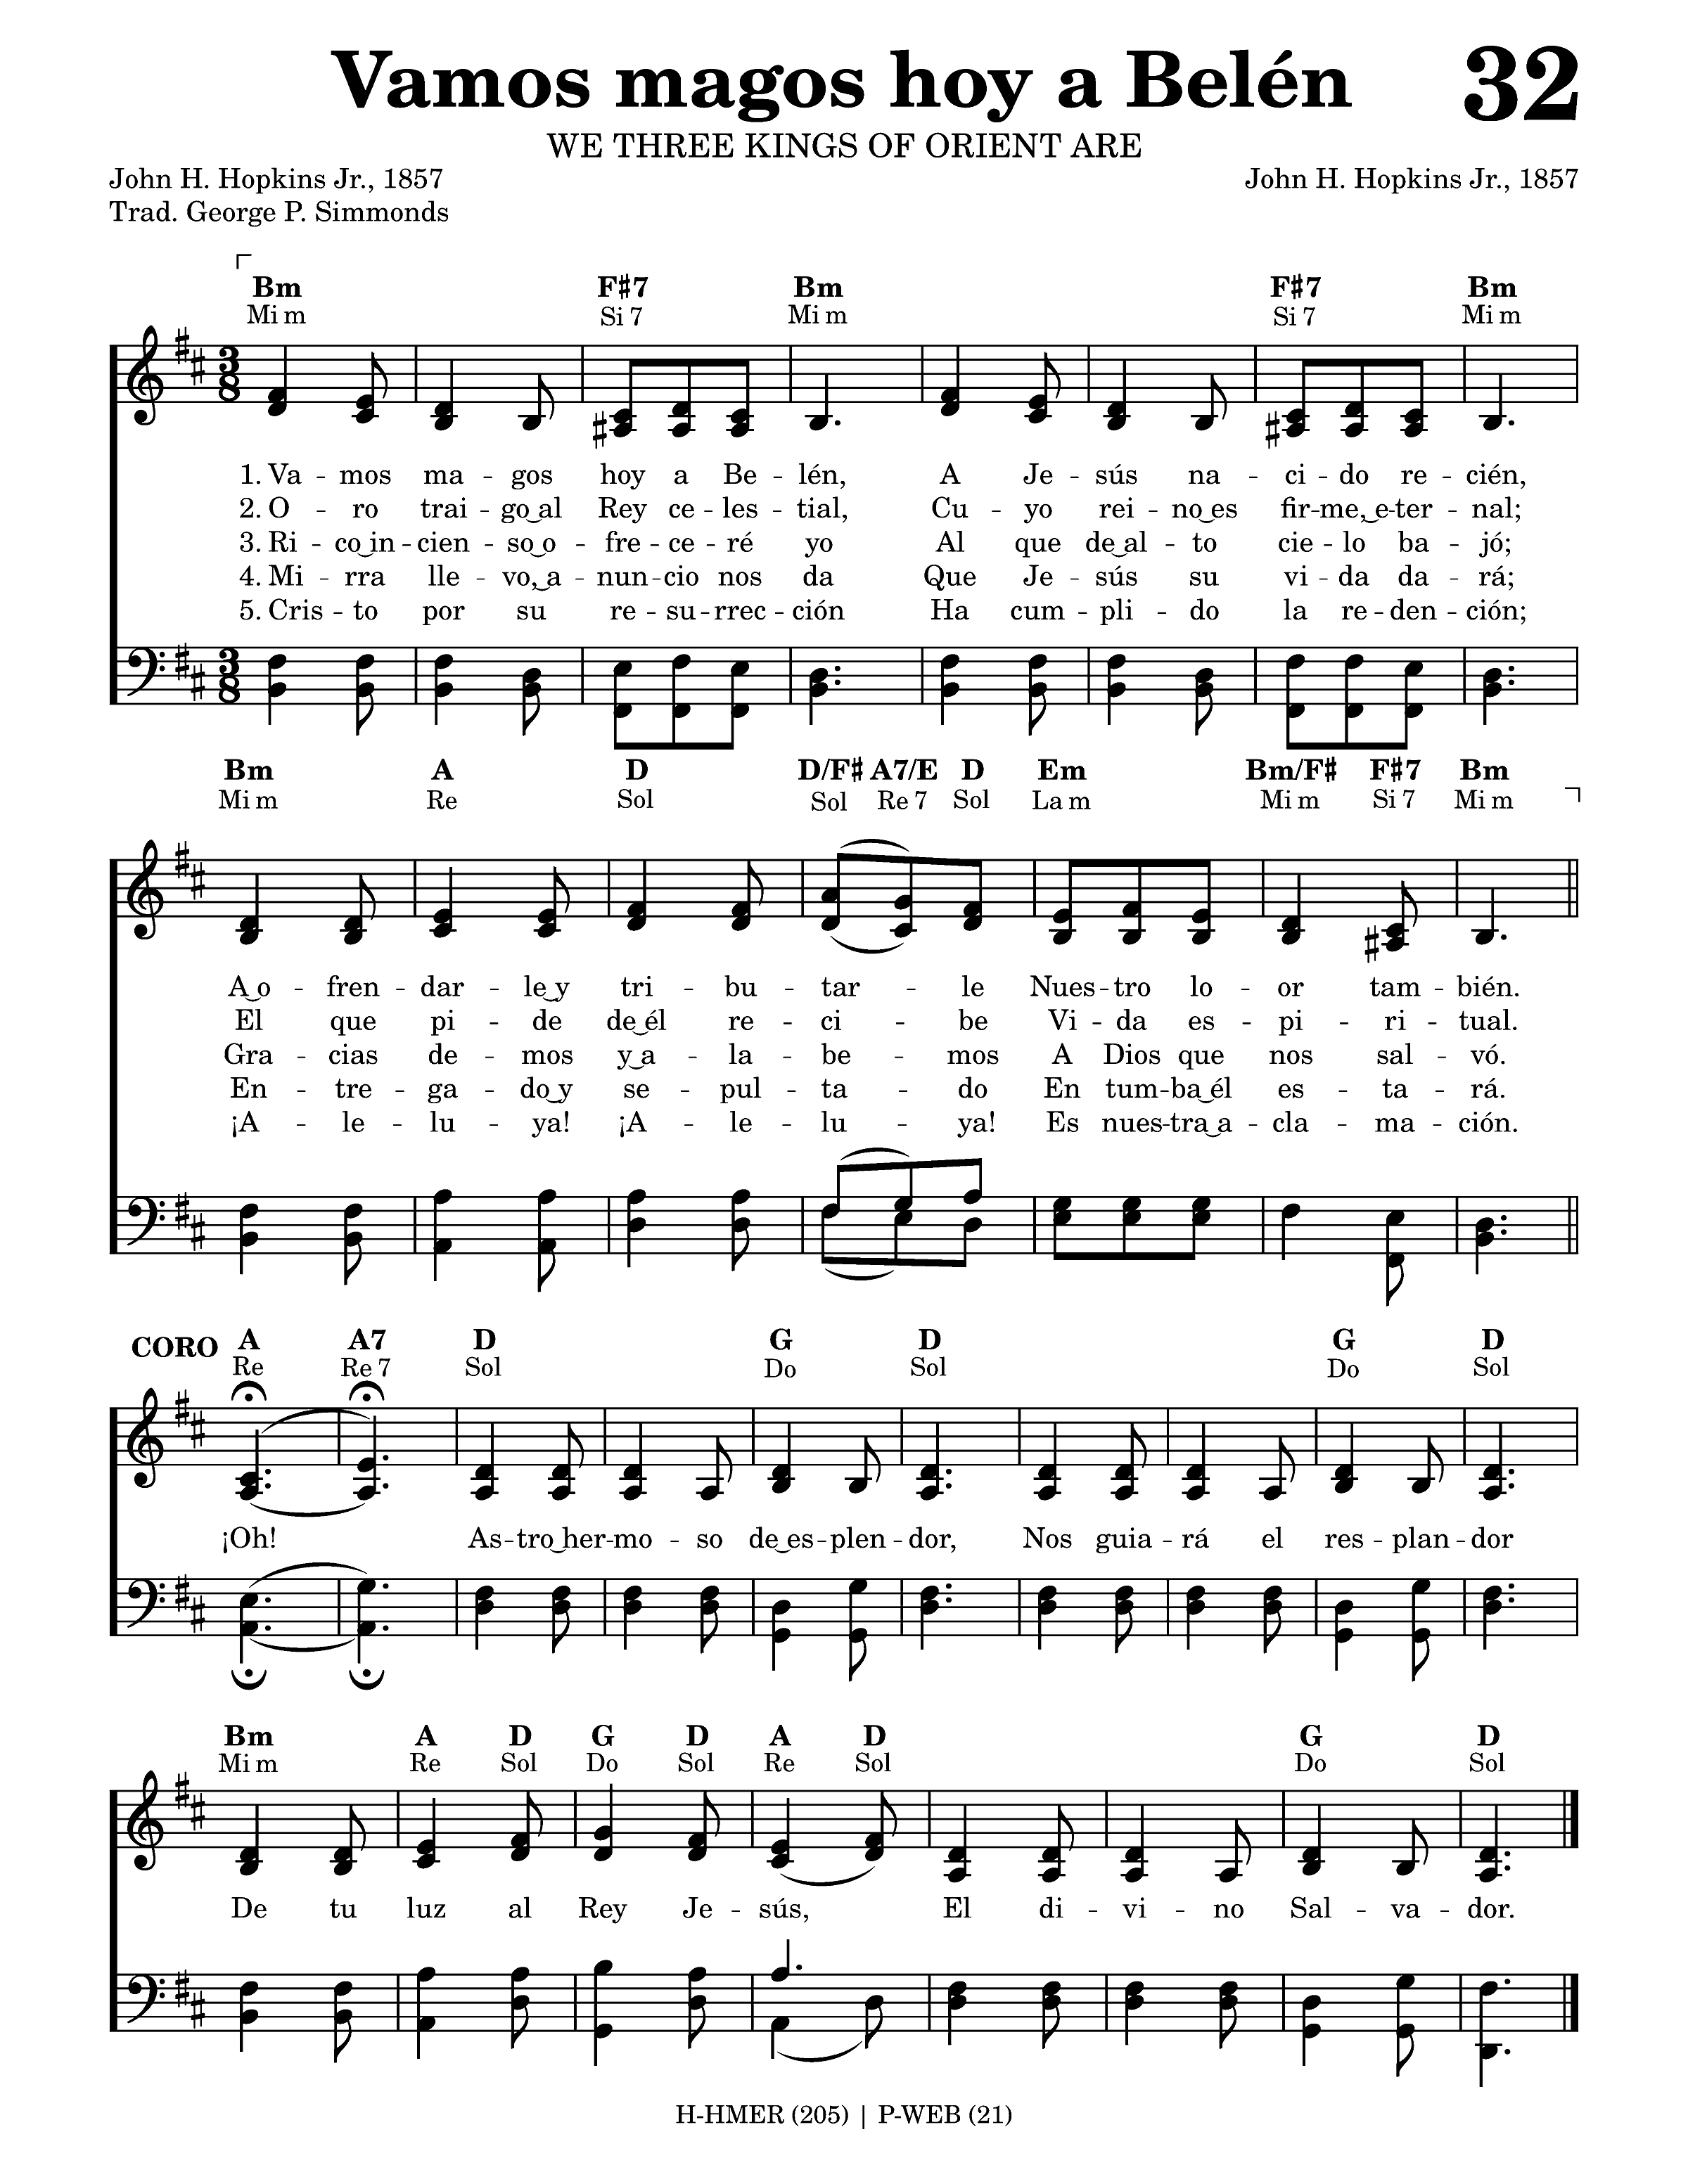 Vamos magos hoy a Belén 32
WE THREE KINGS OF ORIENT ARE
John H. Hopkins Jr., 1857 John H. Hopkins Jr., 1857
Trad. George P. Simmonds
Bm F#7 Bm F#7 Bm
Mi m Si 7 Mi m Si 7 Mi m
3/8
1. Va - mos ma - gos hoy a Be - lén, A Je - sús na - ci - do re - cién,
2. O - ro trai - go‿al Rey ce - les - tial, Cu - yo rei - no‿es fir - me,‿e - ter - nal;
3. Ri - co‿in - cien - so‿o - fre - ce - ré yo Al que de‿al - to cie - lo ba - jó;
4. Mi - rra lle - vo,‿a - nun - cio nos da Que Je - sús su vi - da da - rá;
5. Cris - to por su re - su - rrec - ción Ha cum - pli - do la re - den - ción;
3/8
Bm A D D/F# A7/E D Em Bm/F# F#7 Bm
Mi m Re Sol Sol Re 7 Sol La m Mi m Si 7 Mi m
A‿o - fren - dar - le‿y tri - bu - tar - le Nues - tro lo - or tam - bién.
El que pi - de de‿él re - ci - be Vi - da es - pi - ri - tual.
Gra - cias de - mos y‿a - la - be - mos A Dios que nos sal - vó.
En - tre - ga - do‿y se - pul - ta - do En tum - ba‿él es - ta - rá.
¡A - le - lu - ya! ¡A - le - lu - ya! Es nues - tra‿a - cla - ma - ción.
CORO A A7 D G D G D
Re Re 7 Sol Do Sol Do Sol
¡Oh! As - tro‿her - mo - so de‿es - plen - dor, Nos guia - rá el res - plan - dor
Bm A D G D A D G D
Mi m Re Sol Do Sol Re Sol Do Sol
De tu luz al Rey Je - sús, El di - vi - no Sal - va - dor.
H-HMER (205) | P-WEB (21)